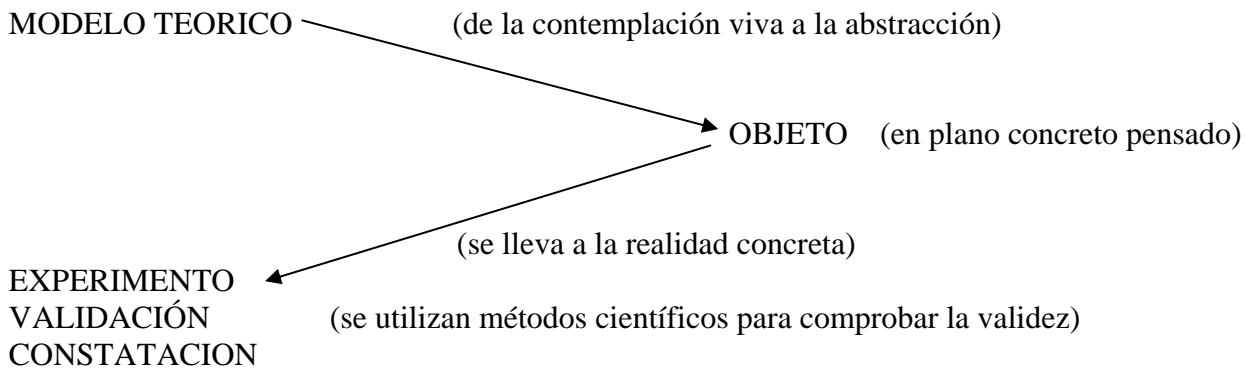 MODELO TEORICO (de la contemplación viva a la abstracción)
OBJETO (en plano concreto pensado)
(se lleva a la realidad concreta)
EXPERIMENTO
VALIDACIÓN (se utilizan métodos científicos para comprobar la validez)
CONSTATACION